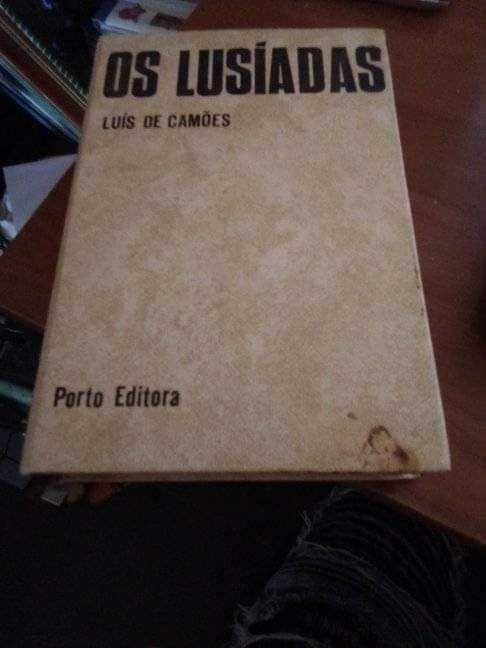 OS LUSÍADAS
LUÍS DE CAMÕES
Porto Editora